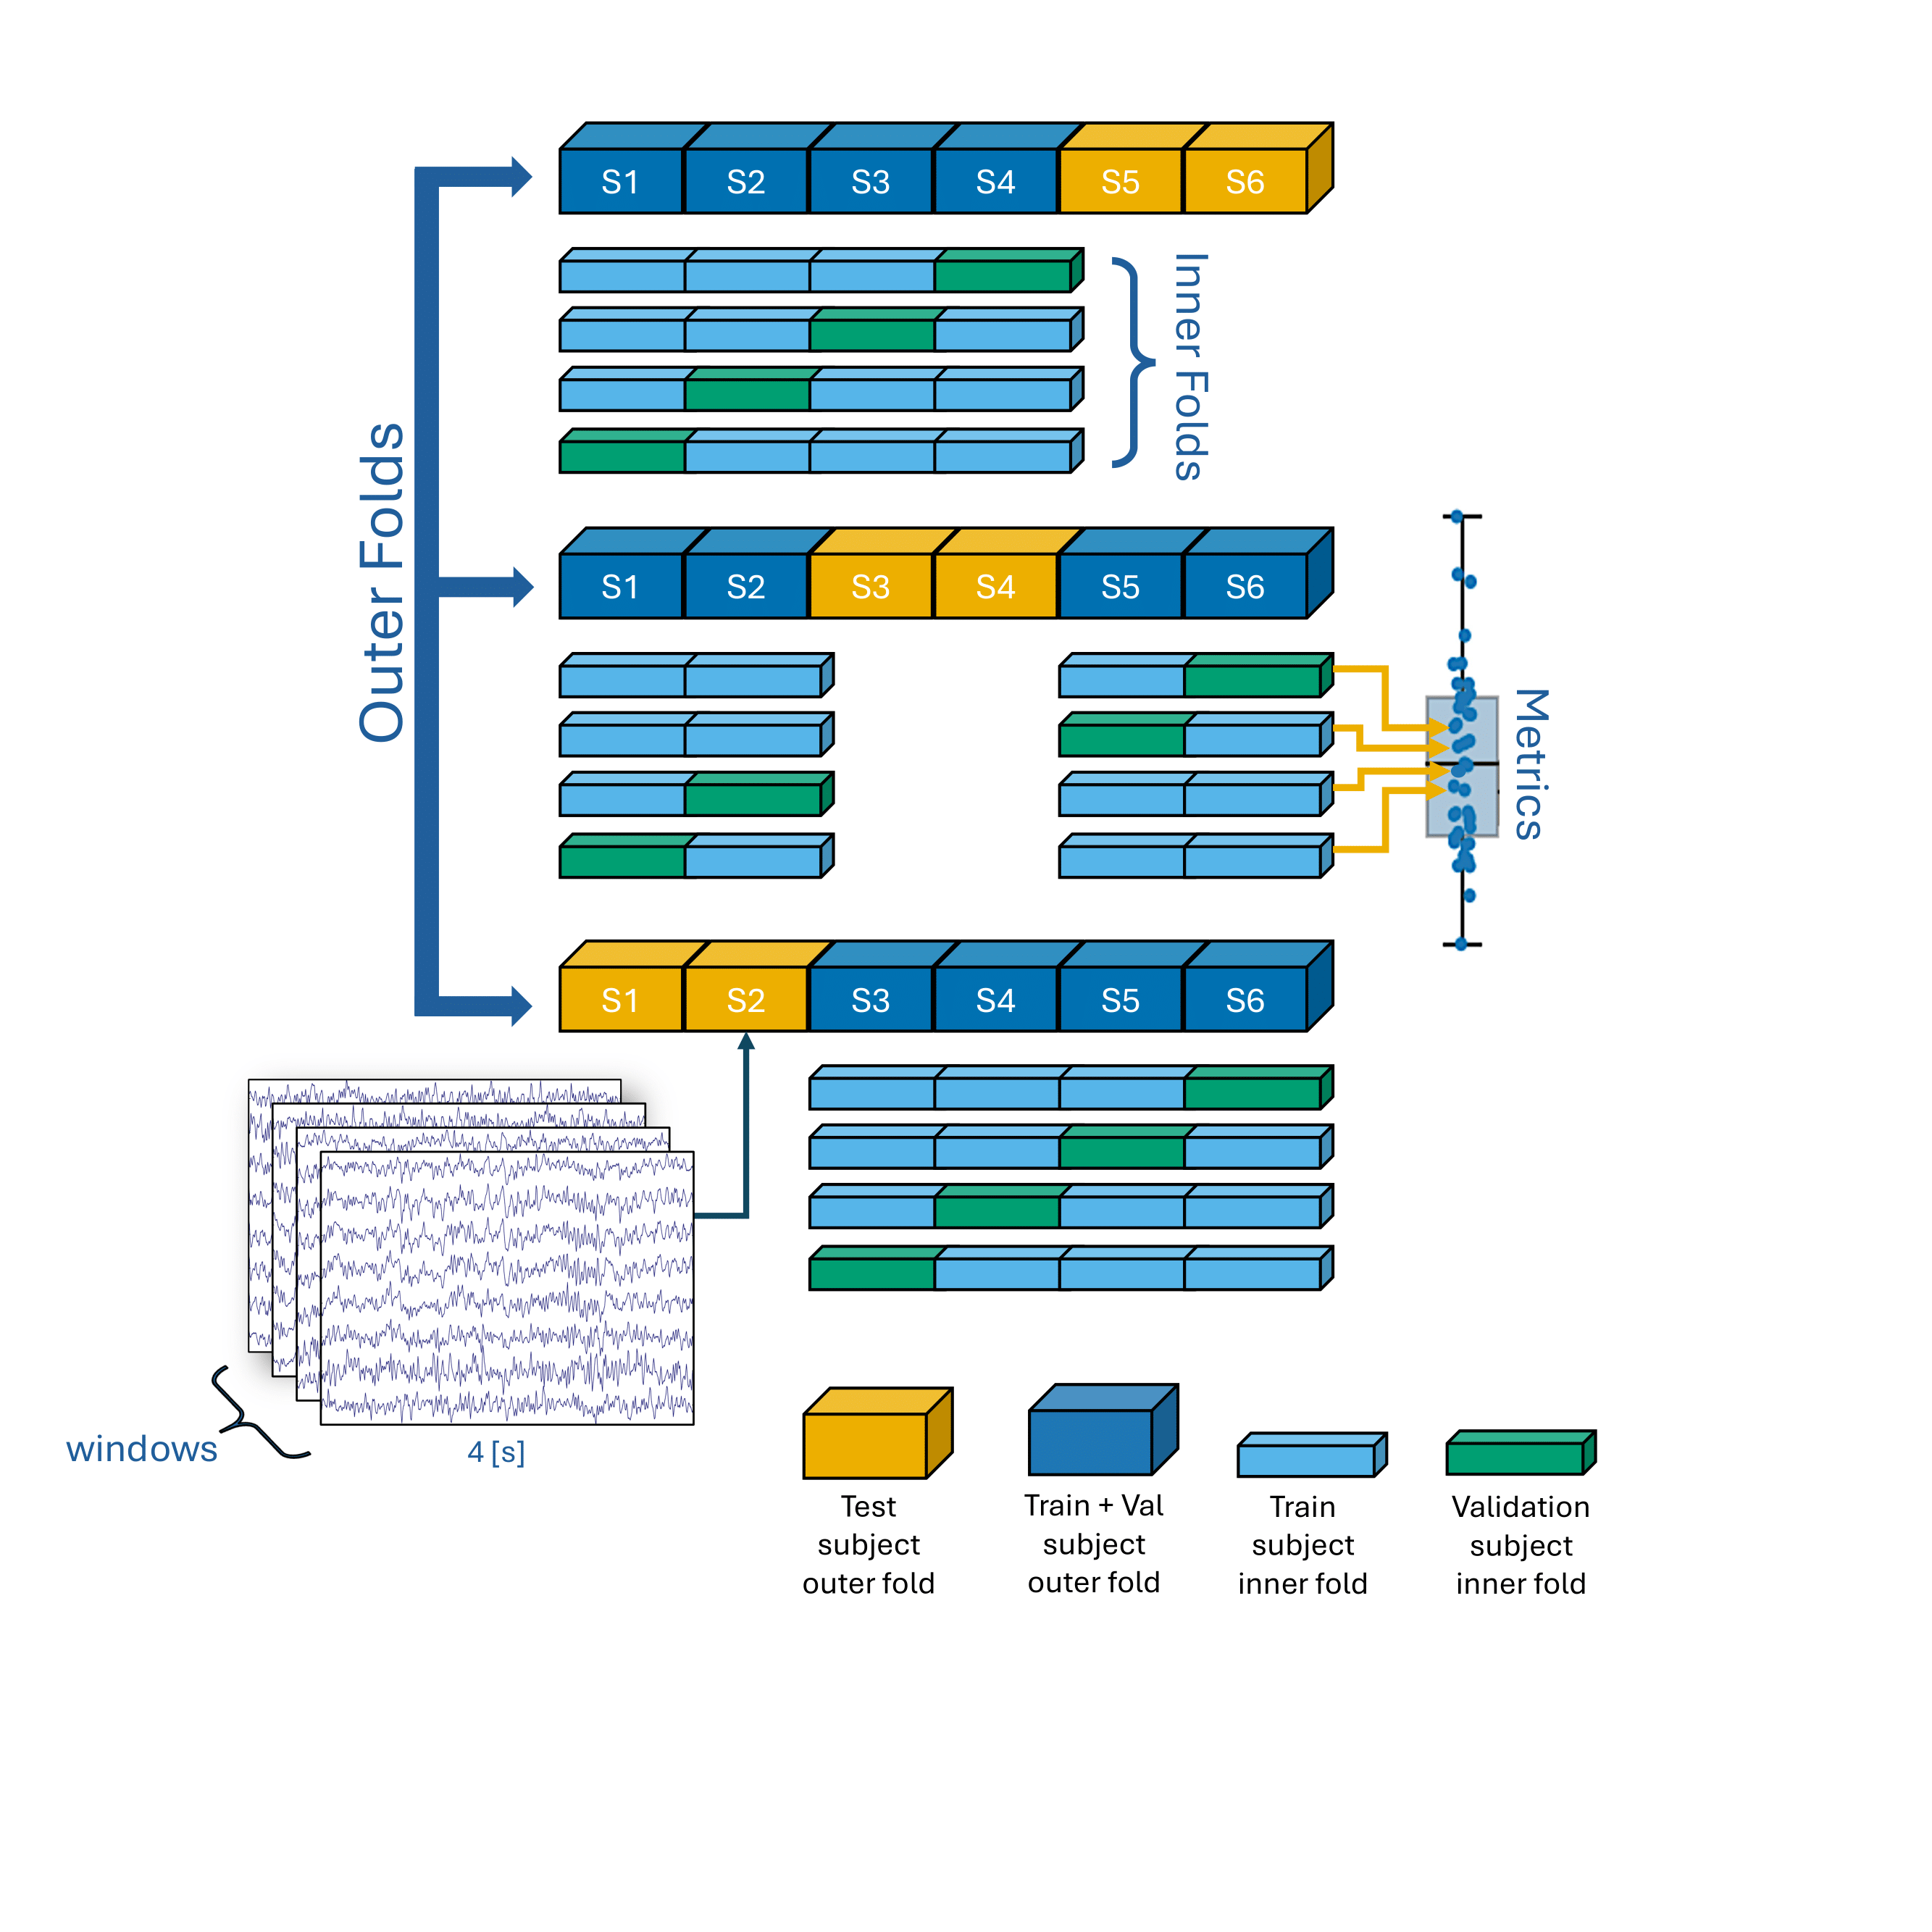 S1 S2 S3 S4 S5 S6
Inner Folds
Outer Folds
S1 S2 S3 S4 S5 S6
Metrics
S1 S2 S3 S4 S5 S6
windows
4 [s]
Test
subject
outer fold
Train + Val
subject
outer fold
Train
subject
inner fold
Validation
subject
inner fold